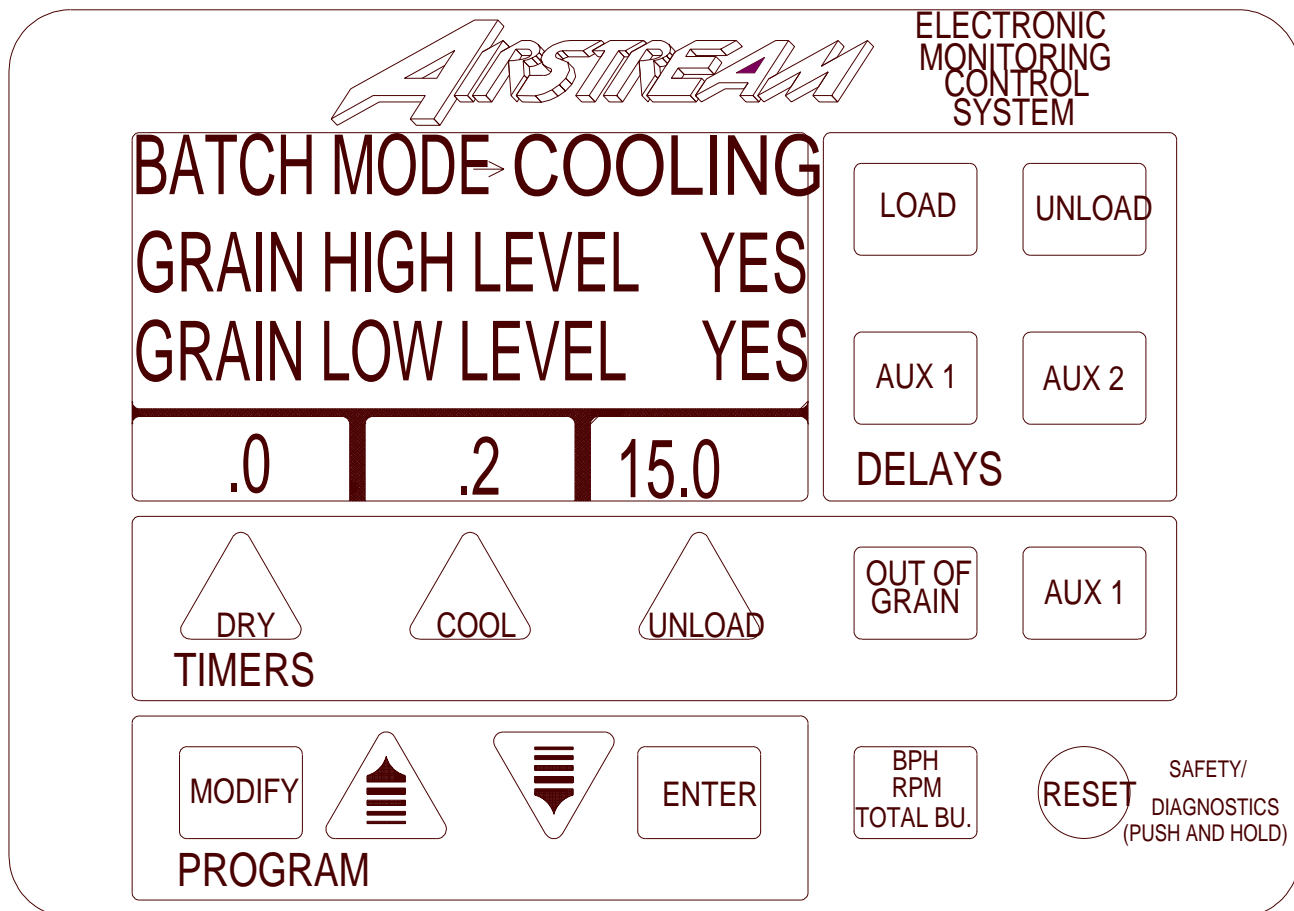 AIRSTREAM
ELECTRONIC
MONITORING
CONTROL
SYSTEM
BATCH MODE→COOLING
GRAIN HIGH LEVEL YES
GRAIN LOW LEVEL YES
.0 .2 15.0
LOAD UNLOAD
AUX 1 AUX 2
DELAYS
DRY COOL UNLOAD
TIMERS
OUT OF
GRAIN
AUX 1
MODIFY ENTER
PROGRAM
BPH
RPM
TOTAL BU.
RESET
SAFETY/
DIAGNOSTICS
(PUSH AND HOLD)